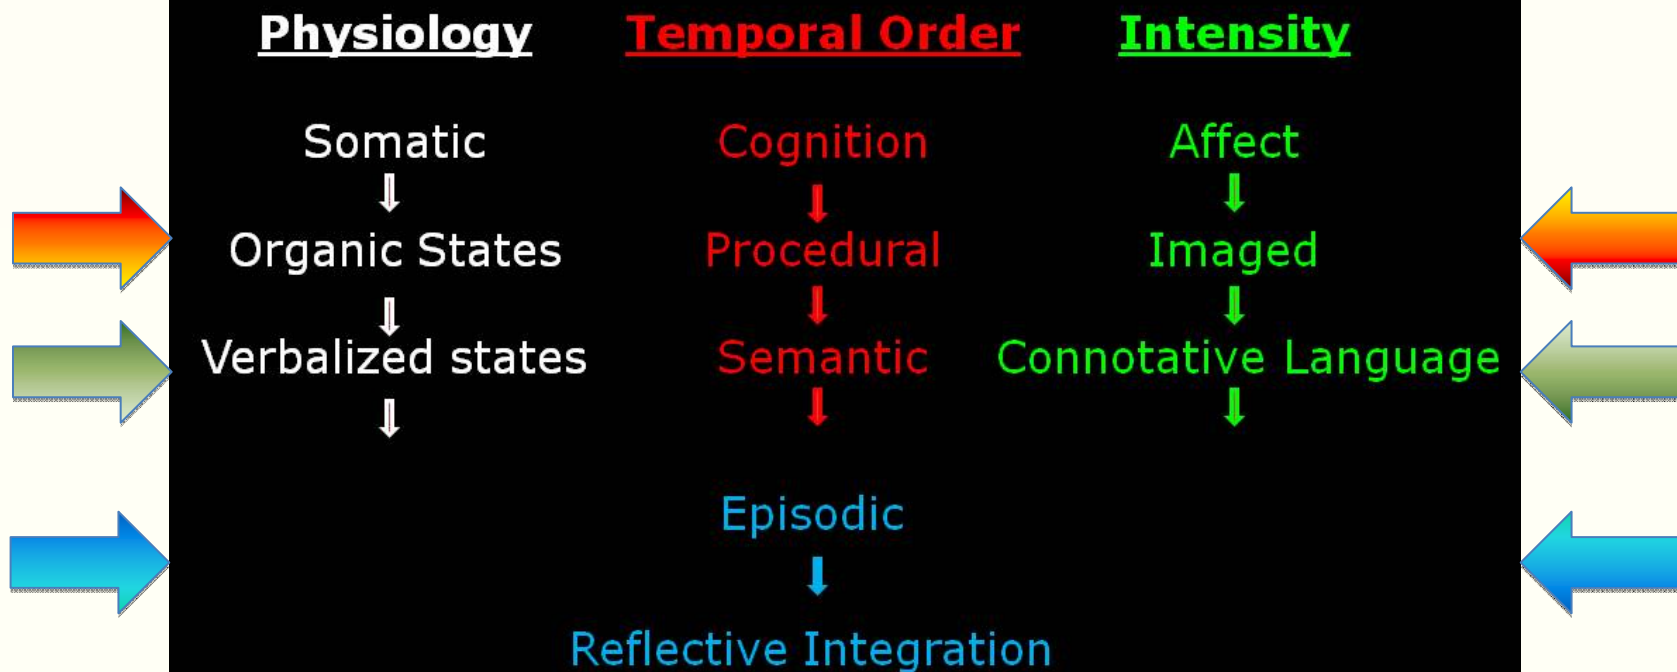 Physiology Temporal Order Intensity
Somatic Cognition Affect
Organic States Procedural Imaged
Verbalized states Semantic Connotative Language
Episodic
Reflective Integration